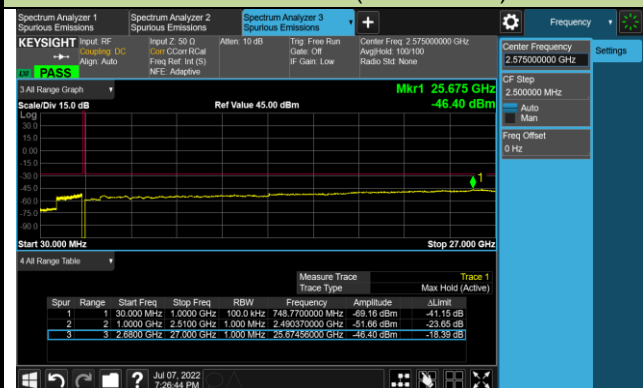 Spectrum Analyzer 1
Spurious Emissions
Spectrum Analyzer 2
Spurious Emissions
Spectrum Analyzer 3
Spurious Emissions
+
Frequency
KEYSIGHT
Input: RF
Coupling: DC
Align: Auto
PASS
Input Z: 50 Ω
Corr CCorr RCal
Freq Ref: Int (S)
NFE: Adaptive
Atten: 10 dB
Trig: Free Run
Gate: Off
IF Gain: Low
Center Freq: 2.575000000 GHz
Avg|Hold: 100/100
Radio Std: None
Center Frequency
2.575000000 GHz
Settings
CF Step
2.500000 MHz
Auto
Man
Freq Offset
0 Hz
3 All Range Graph
Mkr1 25.675 GHz
-46.40 dBm
Scale/Div 15.0 dB
Ref Value 45.00 dBm
Log
30.0
15.0
0.00
-15.0
-30.0
-45.0
-60.0
-75.0
-90.0
1
Start 30.000 MHz
Stop 27.000 GHz
4 All Range Table
Measure Trace Trace 1
Trace Type Max Hold (Active)
Spur Range Start Freq Stop Freq RBW Frequency Amplitude ΔLimit
1 1 30.000 MHz 1.0000 GHz 100.0 kHz 748.7700000 MHz -69.16 dBm -41.15 dB
2 2 1.0000 GHz 2.5100 GHz 1.000 MHz 2.490370000 GHz -51.66 dBm -23.65 dB
3 3 2.6800 GHz 27.000 GHz 1.000 MHz 25.67456000 GHz -46.40 dBm -18.39 dB
?
Jul 07, 2022
7:26:44 PM